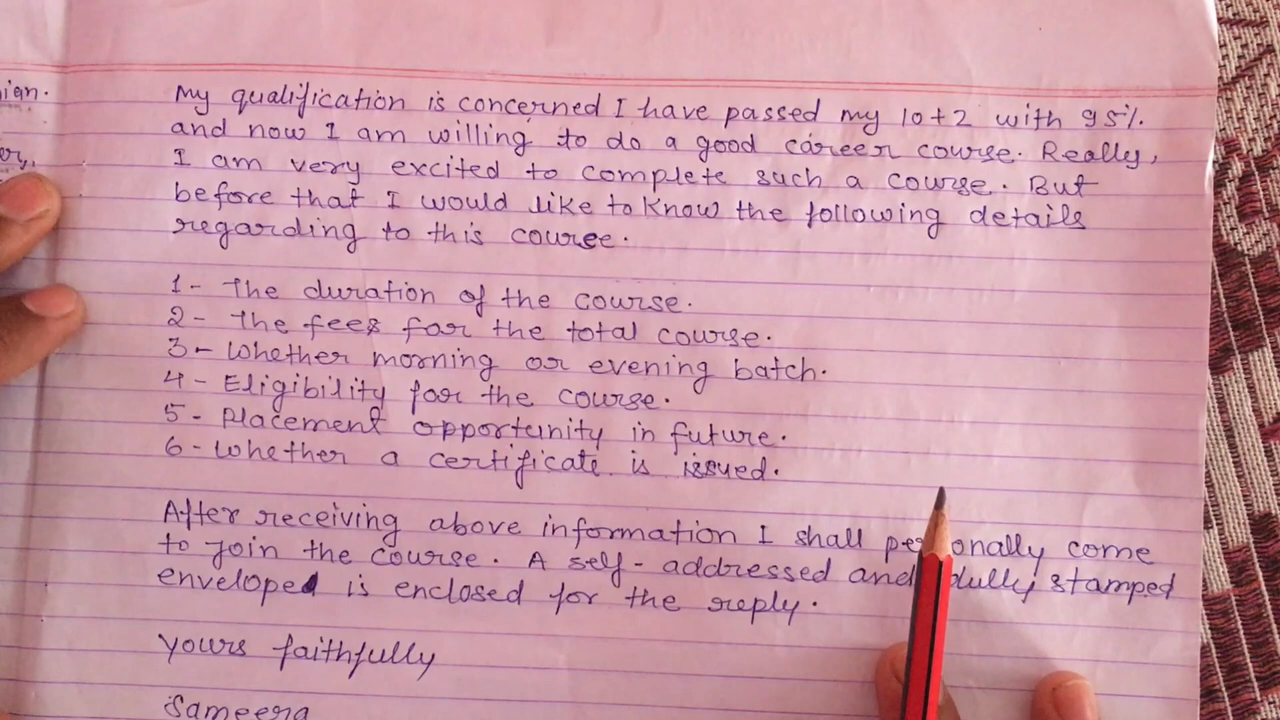 My qualification is concerned I have passed my 10+2 with 95%.
and now I am willing to do a good career course. Really,
I am very excited to complete such a course. But
before that I would like to know the following details
regarding to this course.
1- The duration of the course.
2- The fees for the total course.
3- Whether morning or evening batch.
4- Eligibility for the course.
5- Placement opportunity in future.
6- Whether a certificate is issued.
After receiving above information I shall personally come
to join the course. A self-addressed and dully stamped
enveloped is enclosed for the reply.
Yours faithfully
Sameera